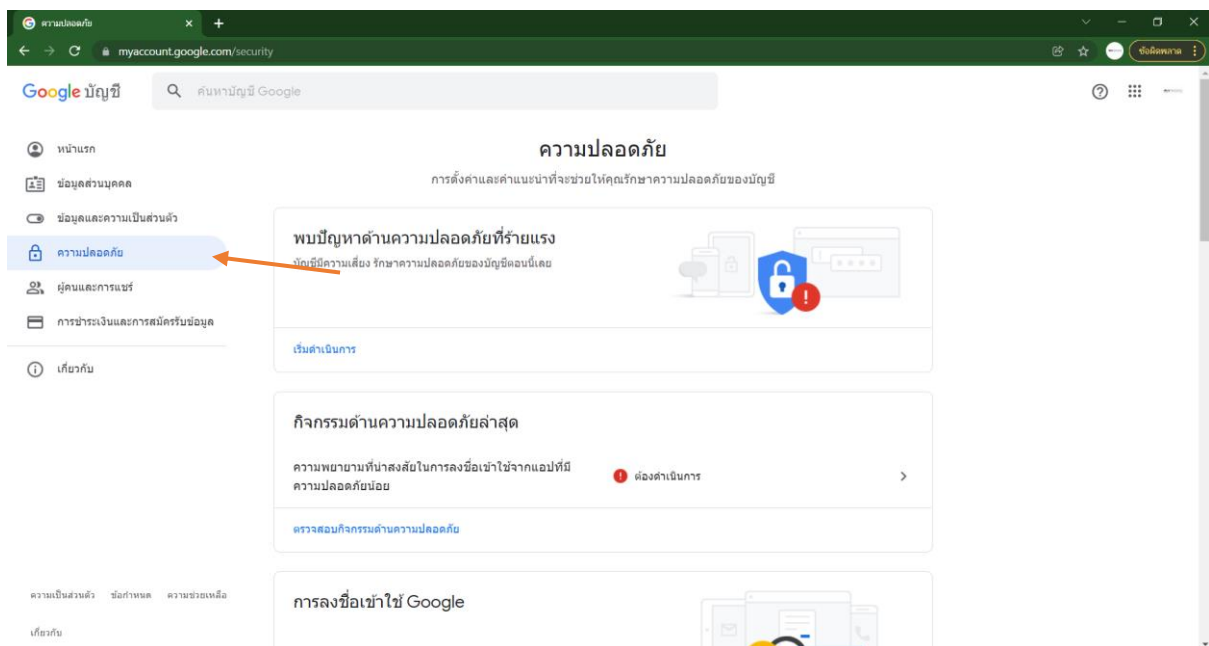 ความปลอดภัย
myaccount.google.com/security
ข้อผิดพลาด
Google บัญชี
ค้นหาบัญชี Google
หน้าแรก
ข้อมูลส่วนบุคคล
ข้อมูลและความเป็นส่วนตัว
ความปลอดภัย
ผู้คนและการแชร์
การชำระเงินและการสมัครรับข้อมูล
เกี่ยวกับ
ความปลอดภัย
การตั้งค่าและคำแนะนำที่จะช่วยให้คุณรักษาความปลอดภัยของบัญชี
พบปัญหาด้านความปลอดภัยที่ร้ายแรง
บัญชีมีความเสี่ยง รักษาความปลอดภัยของบัญชีตอนนี้เลย
เริ่มดำเนินการ
กิจกรรมด้านความปลอดภัยล่าสุด
ความพยายามที่น่าสงสัยในการลงชื่อเข้าใช้จากแอปที่มี
ความปลอดภัยน้อย
ต้องดำเนินการ
ตรวจสอบกิจกรรมด้านความปลอดภัย
การลงชื่อเข้าใช้ Google
ความเป็นส่วนตัว ข้อกำหนด ความช่วยเหลือ
เกี่ยวกับ